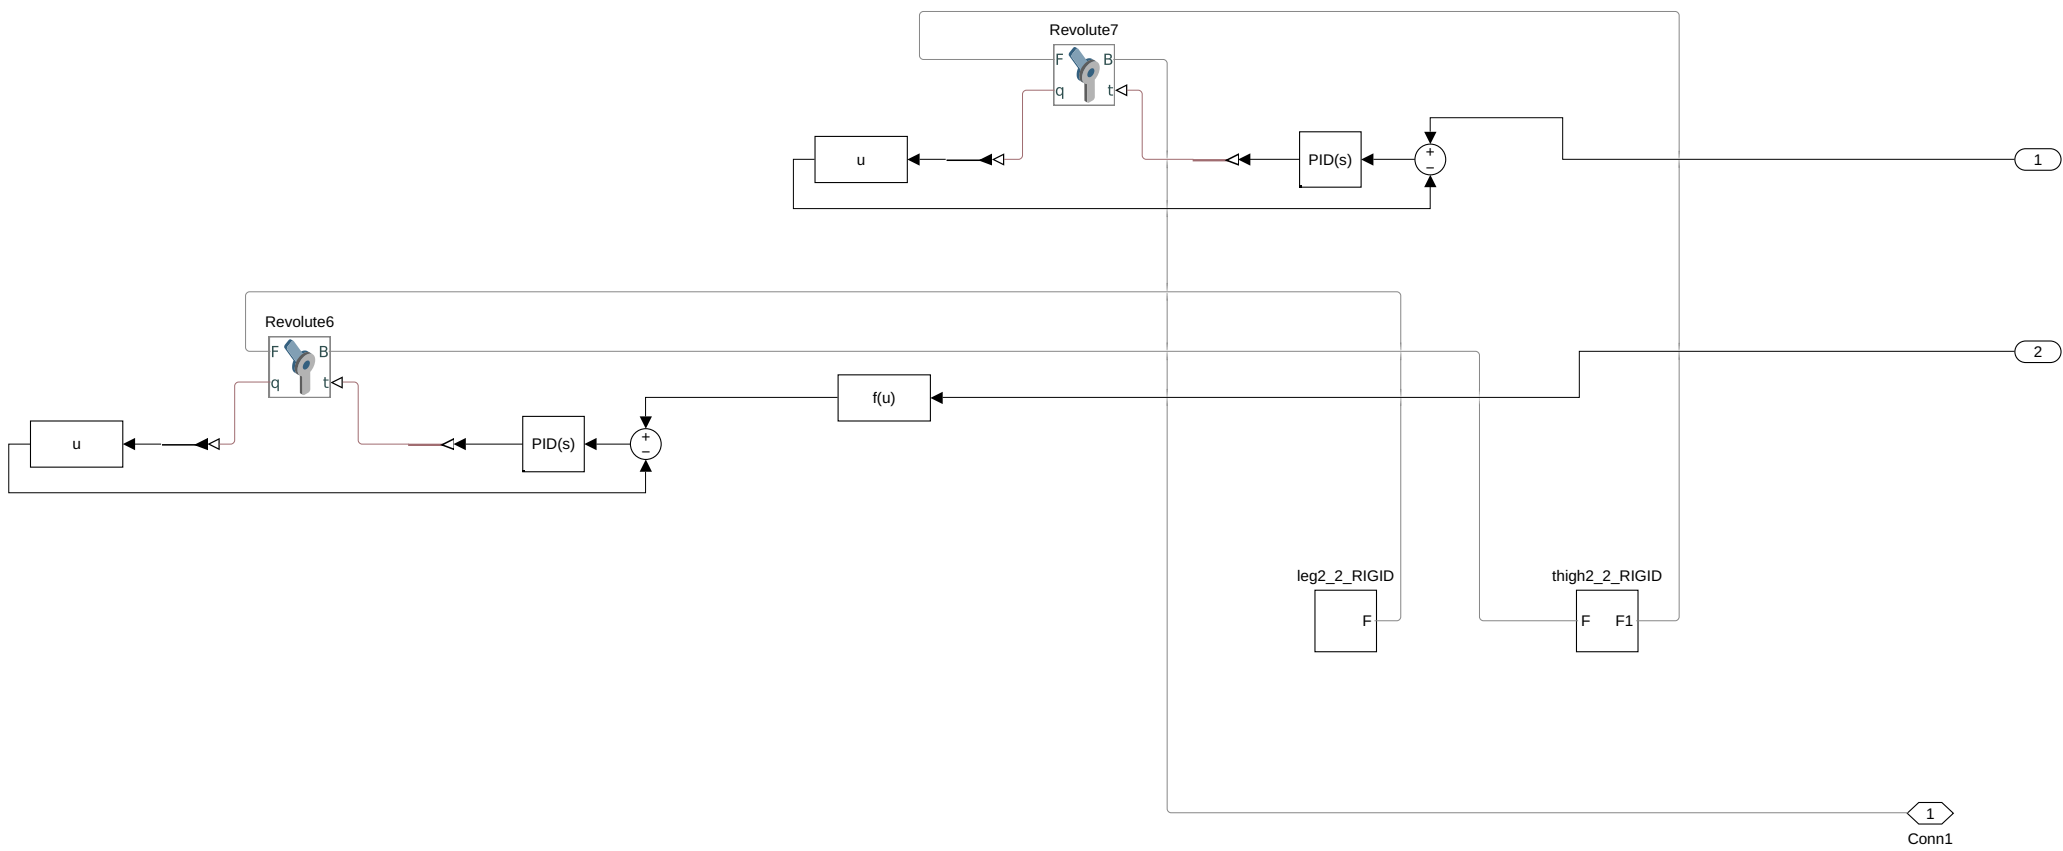 Revolute7
F B
q t
u
PID(s)
+
−
1
Revolute6
F B
q t
2
f(u)
u
PID(s)
+
−
leg2_2_RIGID
thigh2_2_RIGID
F
F F1
1
Conn1